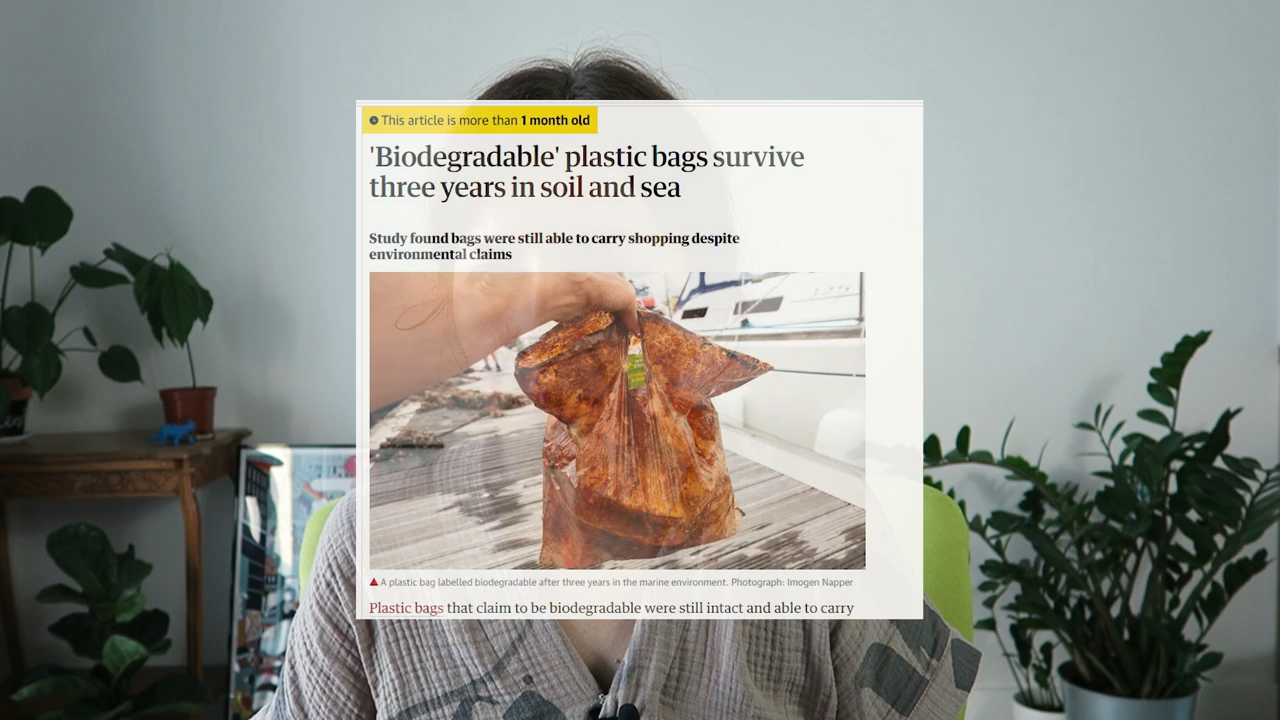 This article is more than 1 month old
'Biodegradable' plastic bags survive
three years in soil and sea
Study found bags were still able to carry shopping despite
environmental claims
A plastic bag labelled biodegradable after three years in the marine environment. Photograph: Imogen Napper
Plastic bags that claim to be biodegradable were still intact and able to carry